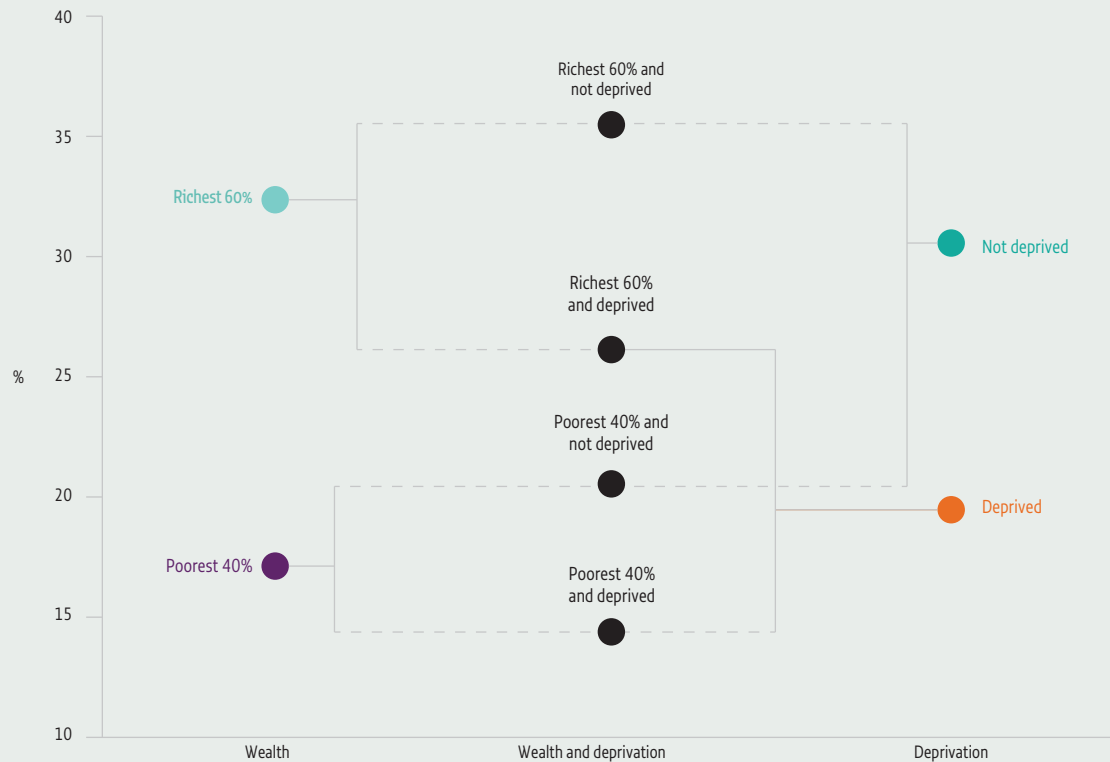 40
Richest 60% and
not deprived
35
Richest 60%
30
Not deprived
Richest 60%
and deprived
%
25
Poorest 40% and
not deprived
20
Deprived
Poorest 40%
Poorest 40%
and deprived
15
10
Wealth
Wealth and deprivation
Deprivation